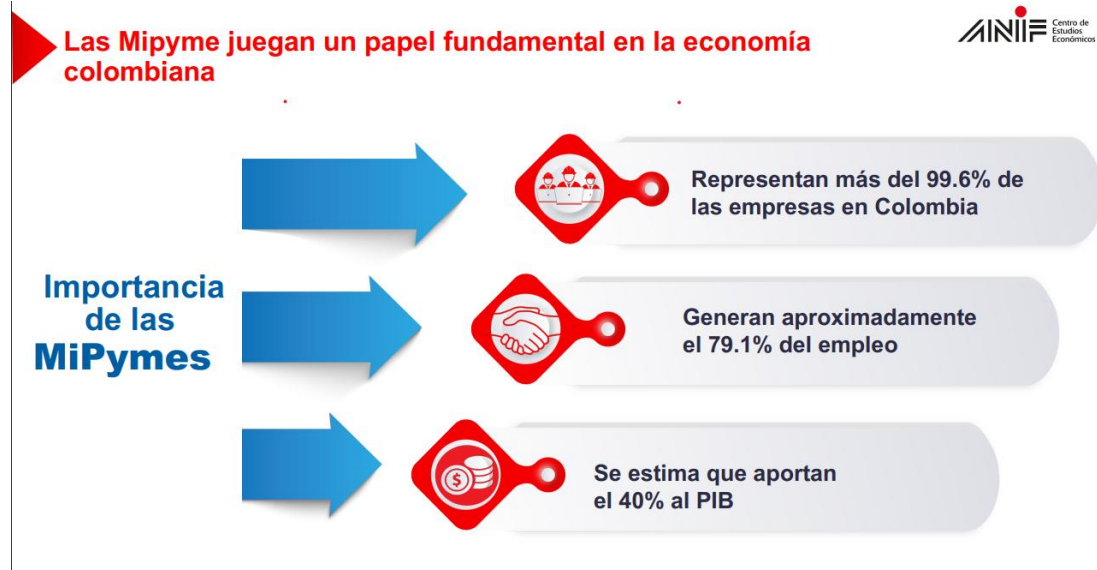 Las Mipyme juegan un papel fundamental en la economía
colombiana
ANIF
Centro de
Estudios
Económicos
Representan más del 99.6% de
las empresas en Colombia
Importancia
de las
MiPymes
Generan aproximadamente
el 79.1% del empleo
Se estima que aportan
el 40% al PIB
$